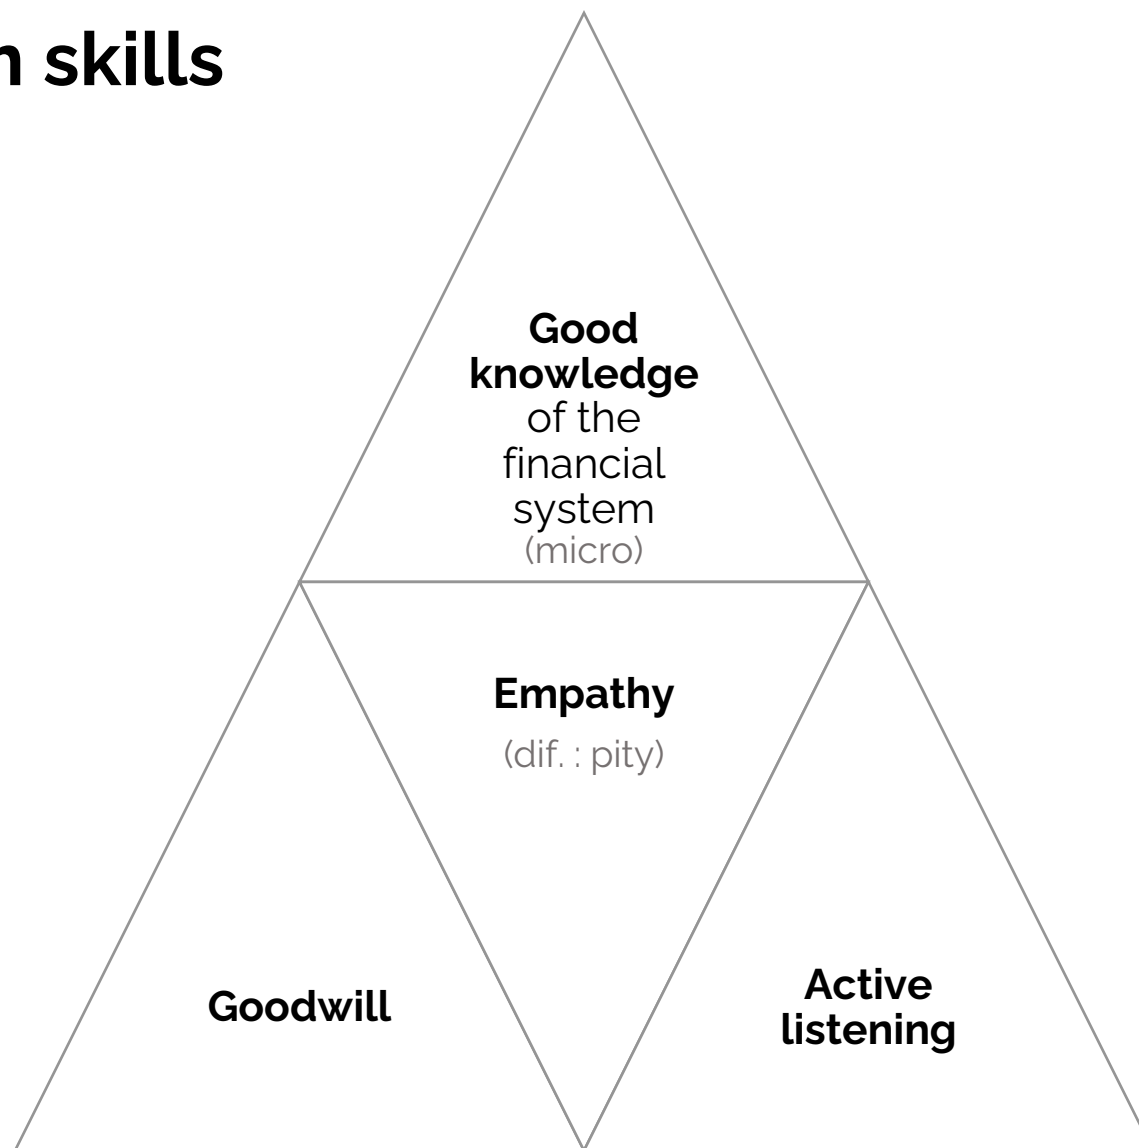 skills
Good
knowledge
of the
financial
system
(micro)
Empathy
(dif. : pity)
Goodwill
Active
listening